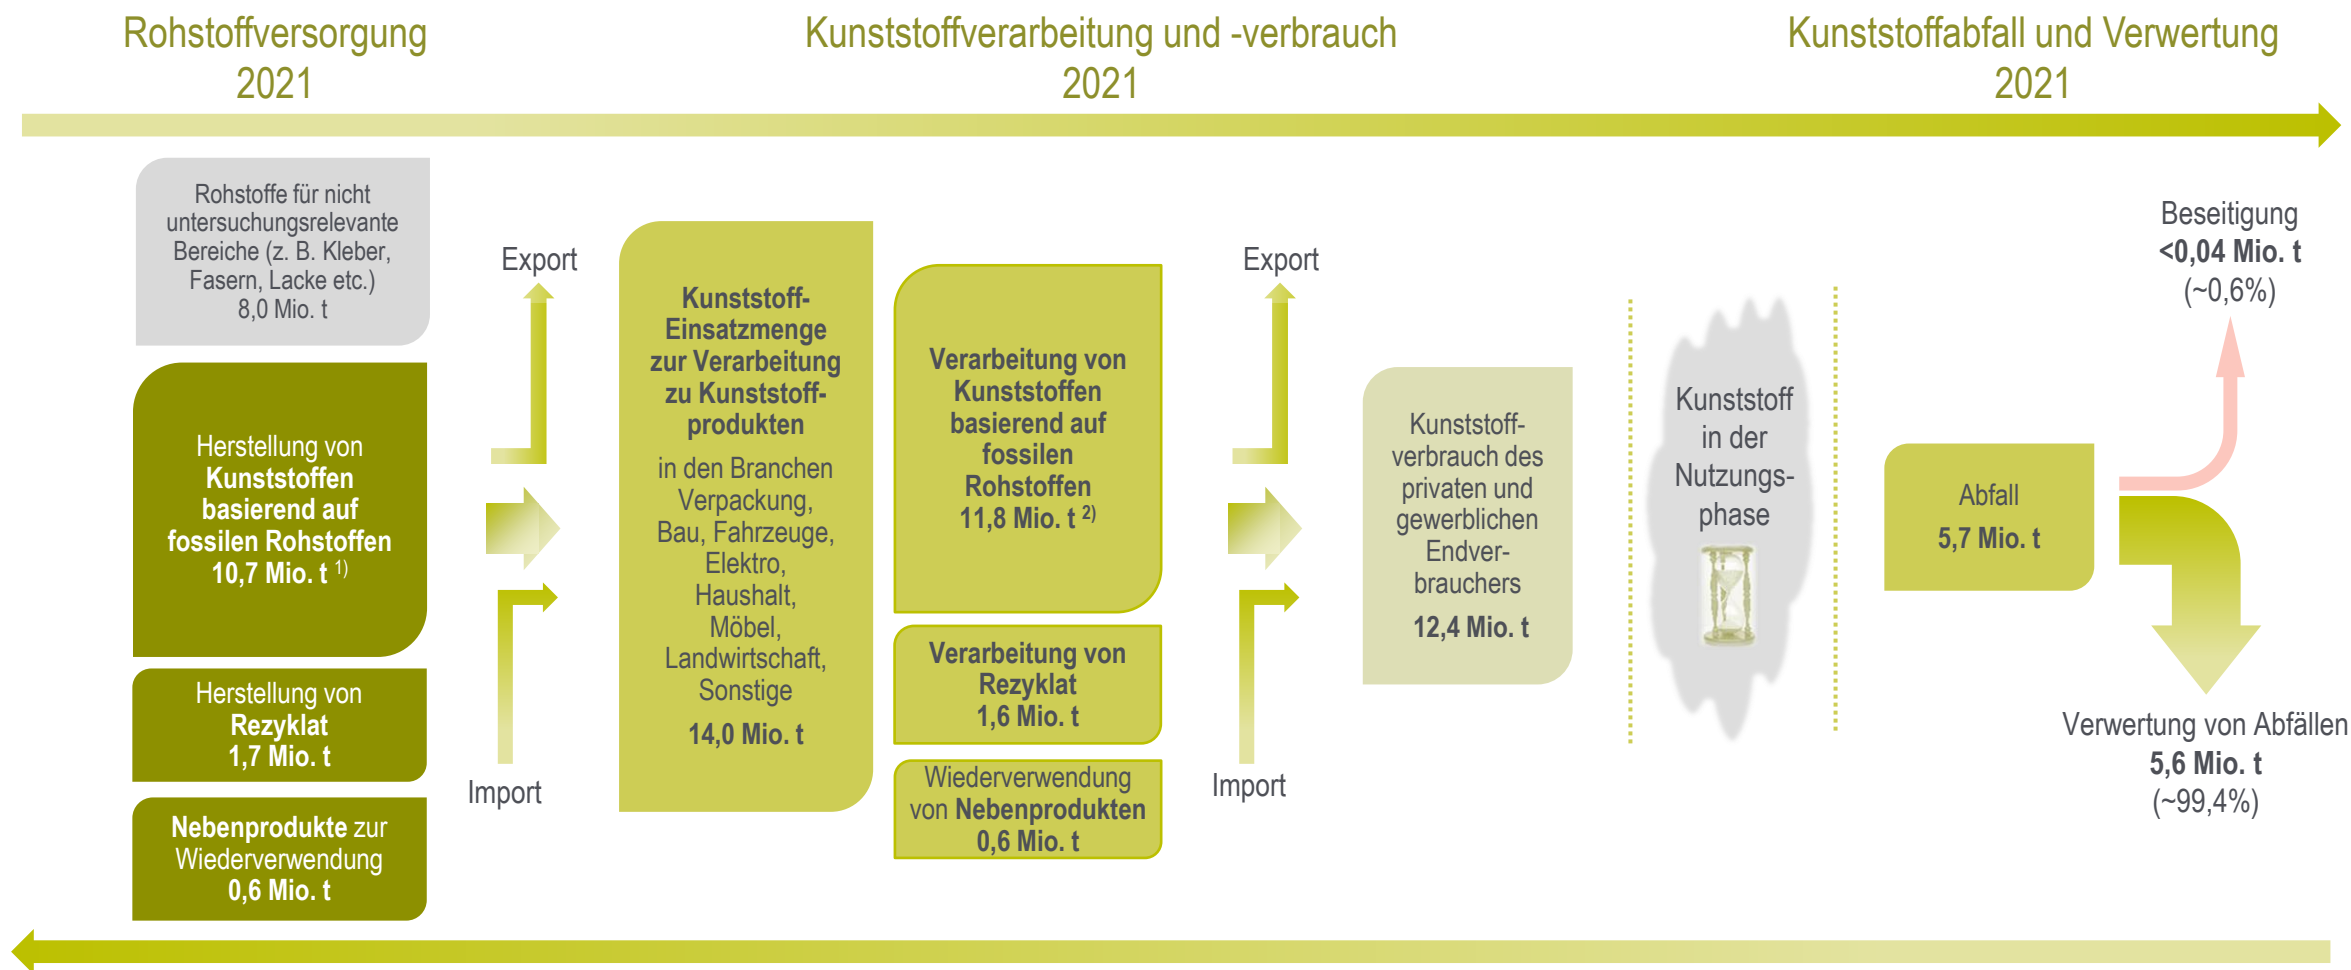 Rohstoffversorgung
2021
Kunststoffverarbeitung und -verbrauch
2021
Kunststoffabfall und Verwertung
2021
Rohstoffe für nicht
untersuchungsrelevante
Bereiche (z. B. Kleber,
Fasern, Lacke etc.)
8,0 Mio. t
Herstellung von
Kunststoffen
basierend auf
fossilen Rohstoffen
10,7 Mio. t 1)
Herstellung von
Rezyklat
1,7 Mio. t
Nebenprodukte zur
Wiederverwendung
0,6 Mio. t
Export
Import
Kunststoff-
Einsatzmenge
zur Verarbeitung
zu Kunststoff-
produkten
in den Branchen
Verpackung,
Bau, Fahrzeuge,
Elektro,
Haushalt,
Möbel,
Landwirtschaft,
Sonstige
14,0 Mio. t
Verarbeitung von
Kunststoffen
basierend auf
fossilen
Rohstoffen
11,8 Mio. t 2)
Verarbeitung von
Rezyklat
1,6 Mio. t
Wiederverwendung
von Nebenprodukten
0,6 Mio. t
Export
Import
Kunststoff-
verbrauch des
privaten und
gewerblichen
Endver-
brauchers
12,4 Mio. t
Kunststoff
in der
Nutzungs-
phase
Abfall
5,7 Mio. t
Beseitigung
<0,04 Mio. t
(~0,6%)
Verwertung von Abfällen
5,6 Mio. t
(~99,4%)